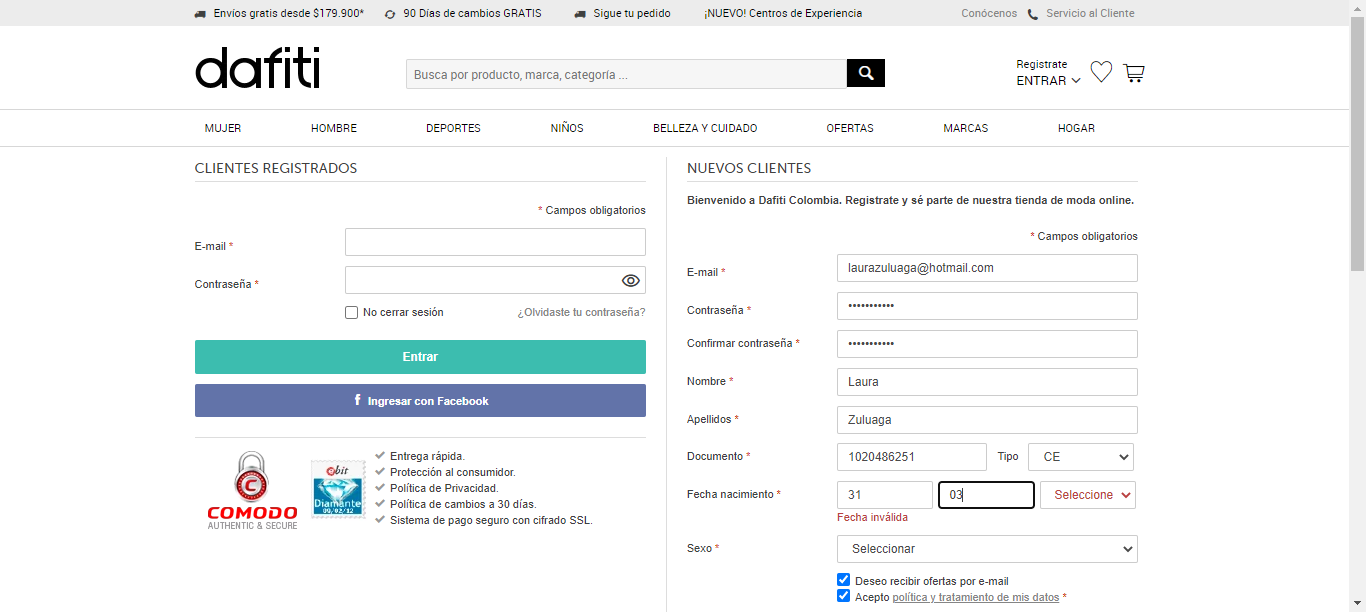 Envíos gratis desde $179.900* 90 Días de cambios GRATIS Sigue tu pedido ¡NUEVO! Centros de Experiencia Conócenos Servicio al Cliente
dafiti
Busca por producto, marca, categoría ...
Registrate
ENTRAR
MUJER HOMBRE DEPORTES NIÑOS BELLEZA Y CUIDADO OFERTAS MARCAS HOGAR
CLIENTES REGISTRADOS
* Campos obligatorios
E-mail *
Contraseña *
No cerrar sesión ¿Olvidaste tu contraseña?
Entrar
f Ingresar con Facebook
COMODO
AUTHENTIC & SECURE
ebit
Diamante
09/02/12
Entrega rápida.
Protección al consumidor.
Política de Privacidad.
Política de cambios a 30 días.
Sistema de pago seguro con cifrado SSL.
NUEVOS CLIENTES
Bienvenido a Dafiti Colombia. Registrate y sé parte de nuestra tienda de moda online.
* Campos obligatorios
E-mail * laurazuluaga@hotmail.com
Contraseña * •••••••••••
Confirmar contraseña * •••••••••••
Nombre * Laura
Apellidos * Zuluaga
Documento * 1020486251 Tipo CE
Fecha nacimiento * 31 03 Seleccione
Fecha inválida
Sexo * Seleccionar
Deseo recibir ofertas por e-mail
Acepto política y tratamiento de mis datos *